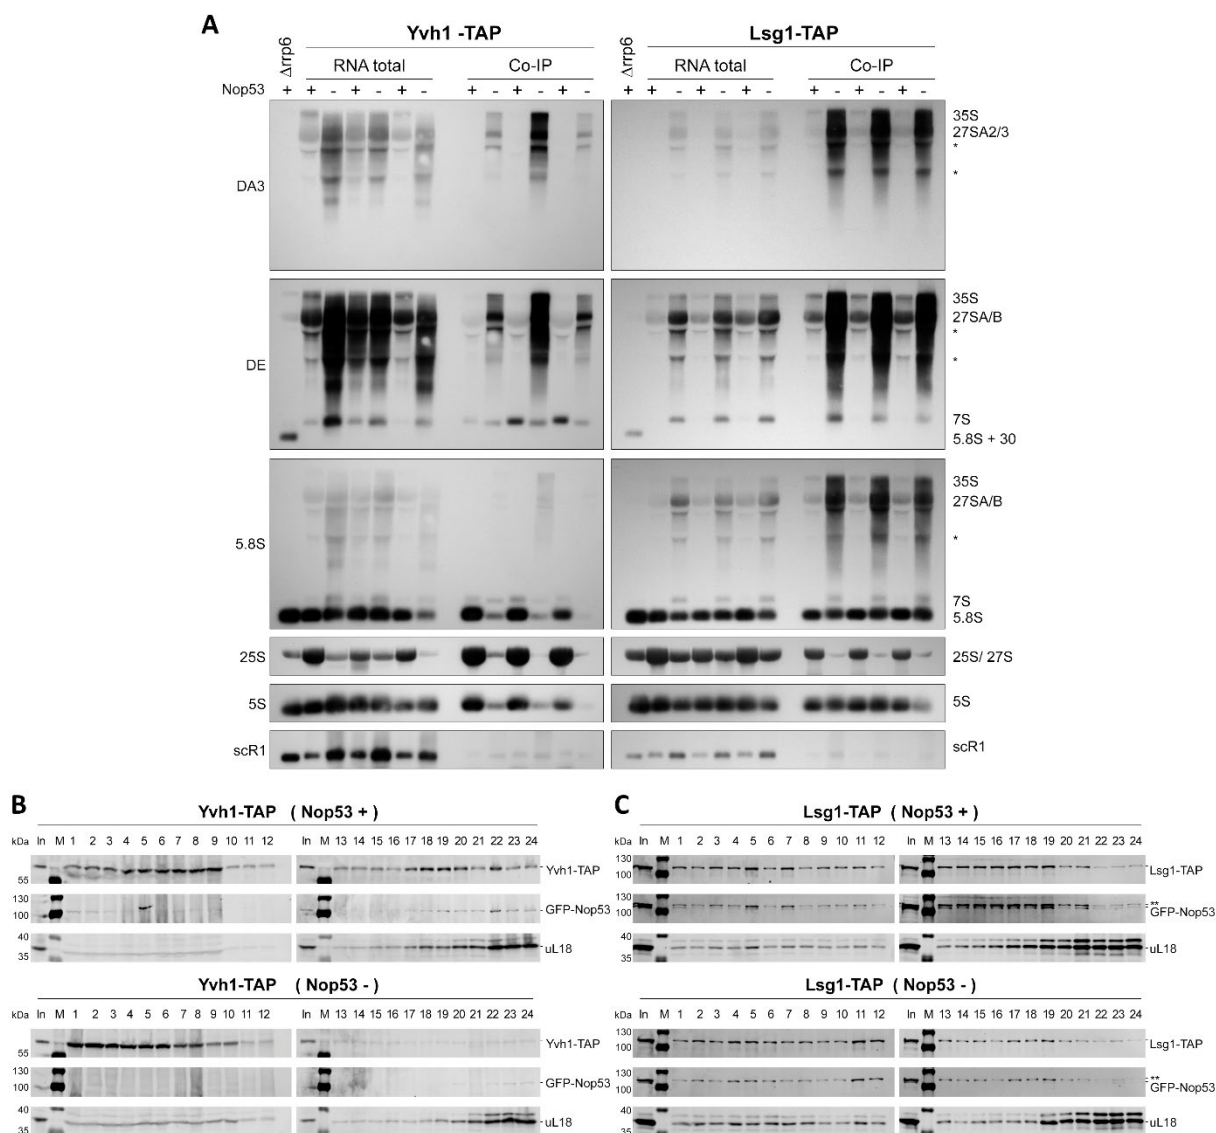 A
Δrrp6
Yvh1 -TAP
Lsg1-TAP
RNA total
Co-IP
Δrrp6
RNA total
Co-IP
Nop53
+ + - + - + - + - + - + -
+ + - + - + - + - + - + -
DA3
35S
27SA2/3
*
*
DE
35S
27SA/B
*
*
7S
5.8S + 30
5.8S
35S
27SA/B
*
7S
5.8S
25S
25S/ 27S
5S
5S
scR1
scR1
B
Yvh1-TAP ( Nop53 + )
kDa In M 1 2 3 4 5 6 7 8 9 10 11 12 In M 13 14 15 16 17 18 19 20 21 22 23 24
55
Yvh1-TAP
130
100
GFP-Nop53
40
35
uL18
Yvh1-TAP ( Nop53 - )
kDa In M 1 2 3 4 5 6 7 8 9 10 11 12 In M 13 14 15 16 17 18 19 20 21 22 23 24
55
Yvh1-TAP
130
100
GFP-Nop53
40
35
uL18
C
Lsg1-TAP ( Nop53 + )
kDa In M 1 2 3 4 5 6 7 8 9 10 11 12 In M 13 14 15 16 17 18 19 20 21 22 23 24
130
100
Lsg1-TAP
130
100
**
GFP-Nop53
40
35
uL18
Lsg1-TAP ( Nop53 - )
kDa In M 1 2 3 4 5 6 7 8 9 10 11 12 In M 13 14 15 16 17 18 19 20 21 22 23 24
130
100
Lsg1-TAP
130
100
**
GFP-Nop53
40
35
uL18